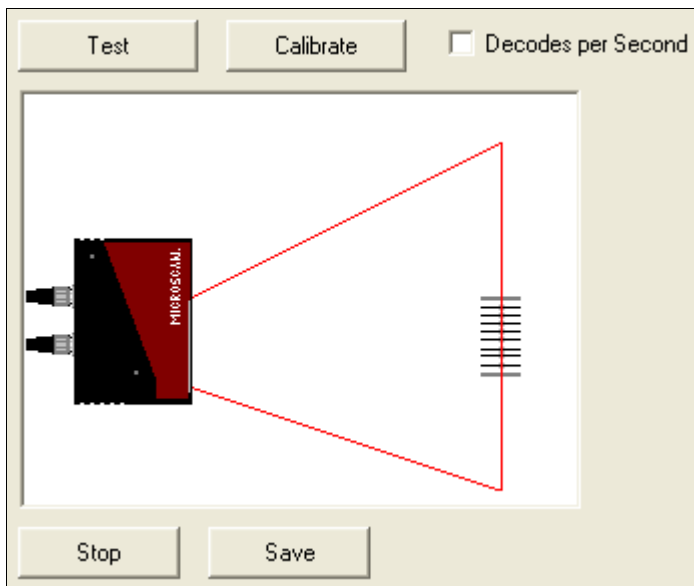 Test
Calibrate
Decodes per Second
MICROSCAN.
Stop
Save